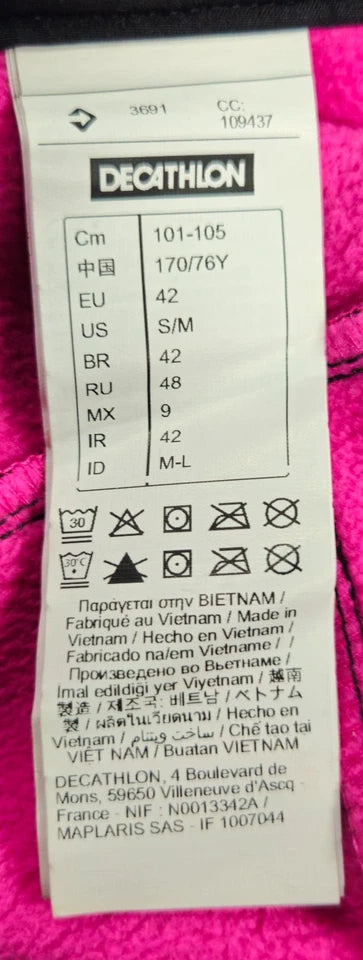 3691
CC:
109437
DECATHLON
Cm 101-105
中国 170/76Y
EU 42
US S/M
BR 42
RU 48
MX 9
IR 42
ID M-L
30
30°C
Παράγεται στην ΒΙΕΤΝΑΜ /
Fabriqué au Vietnam / Made in
Vietnam / Hecho en Vietnam /
Fabricado na/em Vietname /
Произведено во Вьетнаме /
Imal edildigi yer Viyetnam / 越南
製造 / 제조국: 베트남 / ベトナム
製 / ผลิตในเวียดนาม / Hecho en
Vietnam / ساخت ویتنام / Chế tạo tại
VIỆT NAM / Buatan VIETNAM
DECATHLON, 4 Boulevard de
Mons, 59650 Villeneuve d'Ascq -
France - NIF : N0013342A /
MAPLARIS SAS - IF 1007044